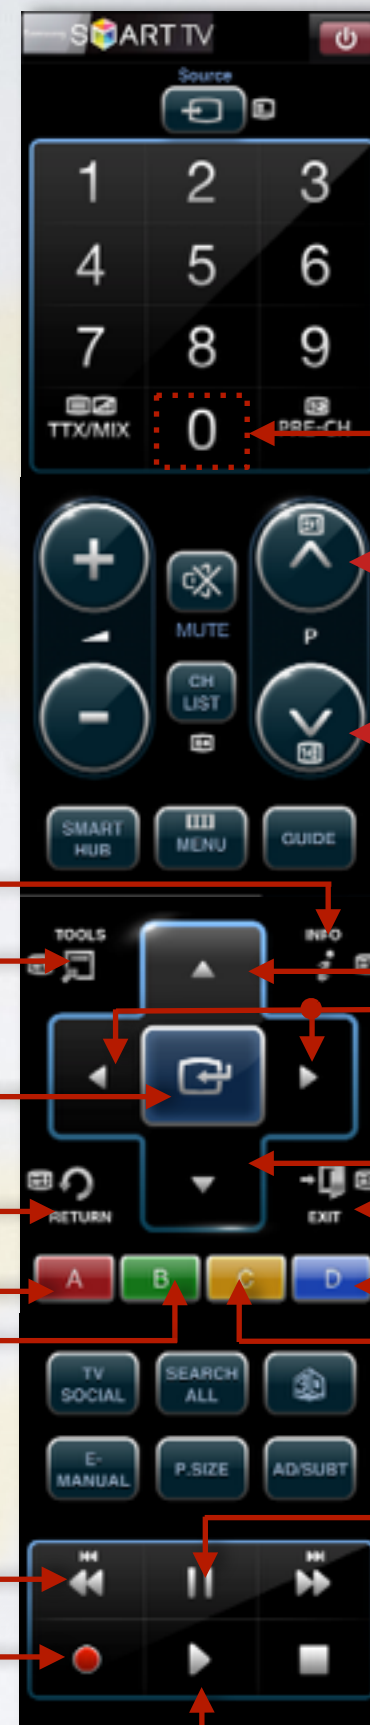 SMART TV
Source
1 2 3
4 5 6
7 8 9
TTX/MIX 0 PRE-CH
MUTE P
CH
LIST
SMART
HUB
MENU
GUIDE
TOOLS INFO
RETURN EXIT
A B C D
TV
SOCIAL
SEARCH
ALL
3D
E-
MANUAL
P.SIZE
AD/SUBT